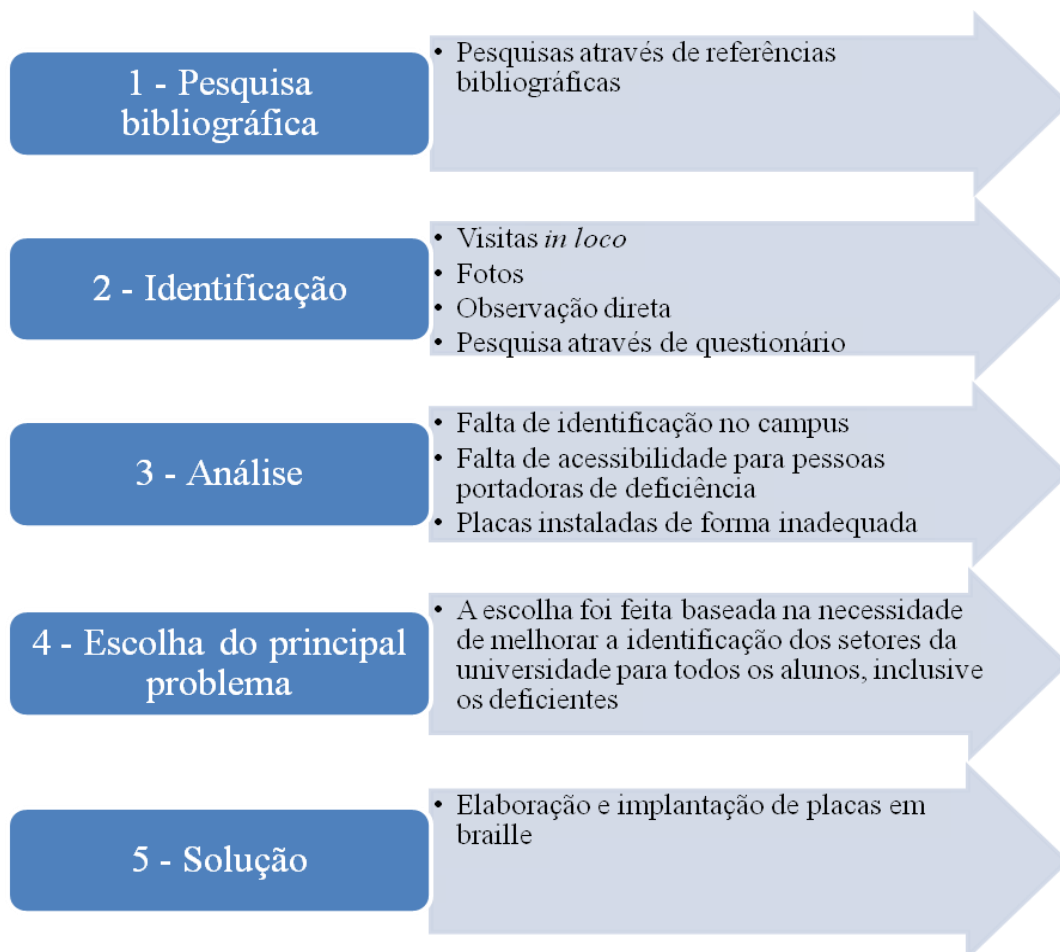 1 - Pesquisa
bibliográfica
• Pesquisas através de referências
bibliográficas
2 - Identificação
• Visitas in loco
• Fotos
• Observação direta
• Pesquisa através de questionário
3 - Análise
• Falta de identificação no campus
• Falta de acessibilidade para pessoas
portadoras de deficiência
• Placas instaladas de forma inadequada
4 - Escolha do principal
problema
• A escolha foi feita baseada na necessidade
de melhorar a identificação dos setores da
universidade para todos os alunos, inclusive
os deficientes
5 - Solução
• Elaboração e implantação de placas em
braille